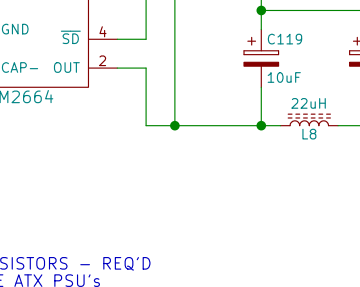 GND
SD 4
CAP− OUT 2
M2664
C119
10uF
22uH
L8
SISTORS − REQ'D
E ATX PSU's